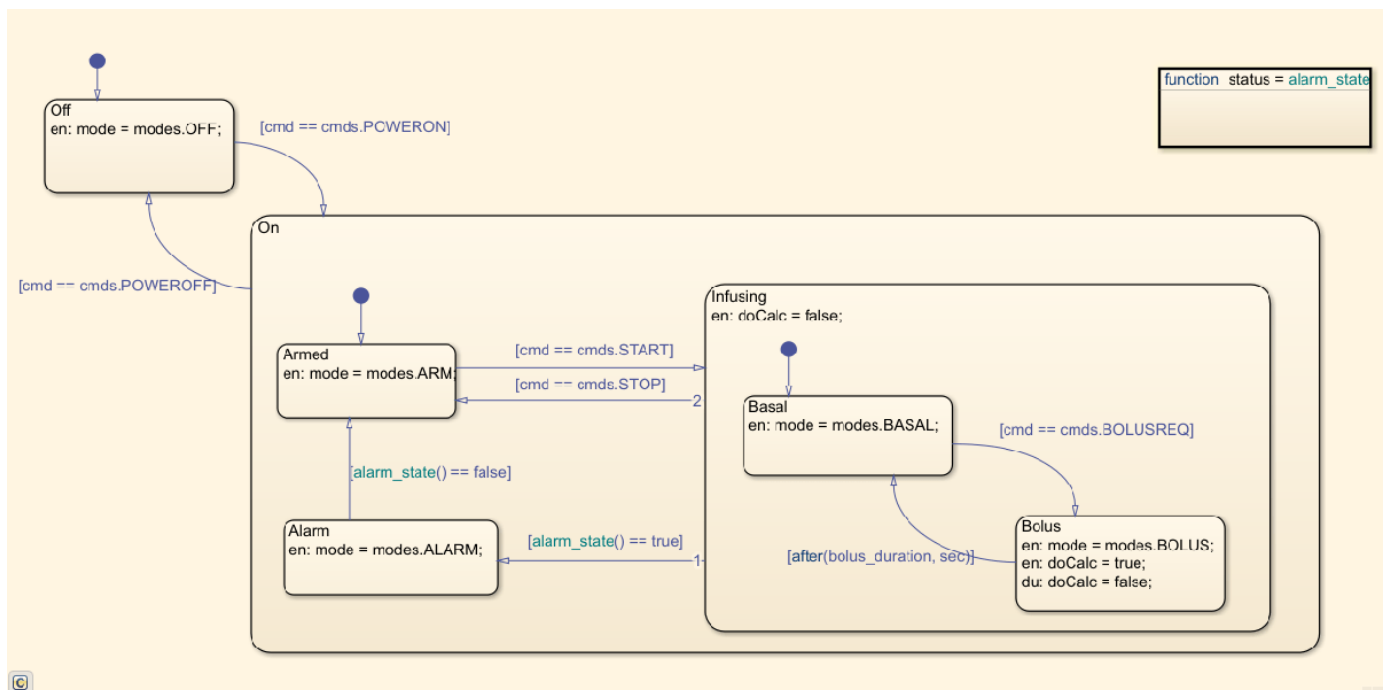 function status = alarm_state
Off
en: mode = modes.OFF;
[cmd == cmds.POWERON]
On
[cmd == cmds.POWEROFF]
Infusing
en: doCalc = false;
Armed
en: mode = modes.ARM;
[cmd == cmds.START]
[cmd == cmds.STOP]
2
Basal
en: mode = modes.BASAL;
[cmd == cmds.BOLUSREQ]
[alarm_state() == false]
Alarm
en: mode = modes.ALARM;
[alarm_state() == true]
1
[after(bolus_duration, sec)]
Bolus
en: mode = modes.BOLUS;
en: doCalc = true;
du: doCalc = false;
C